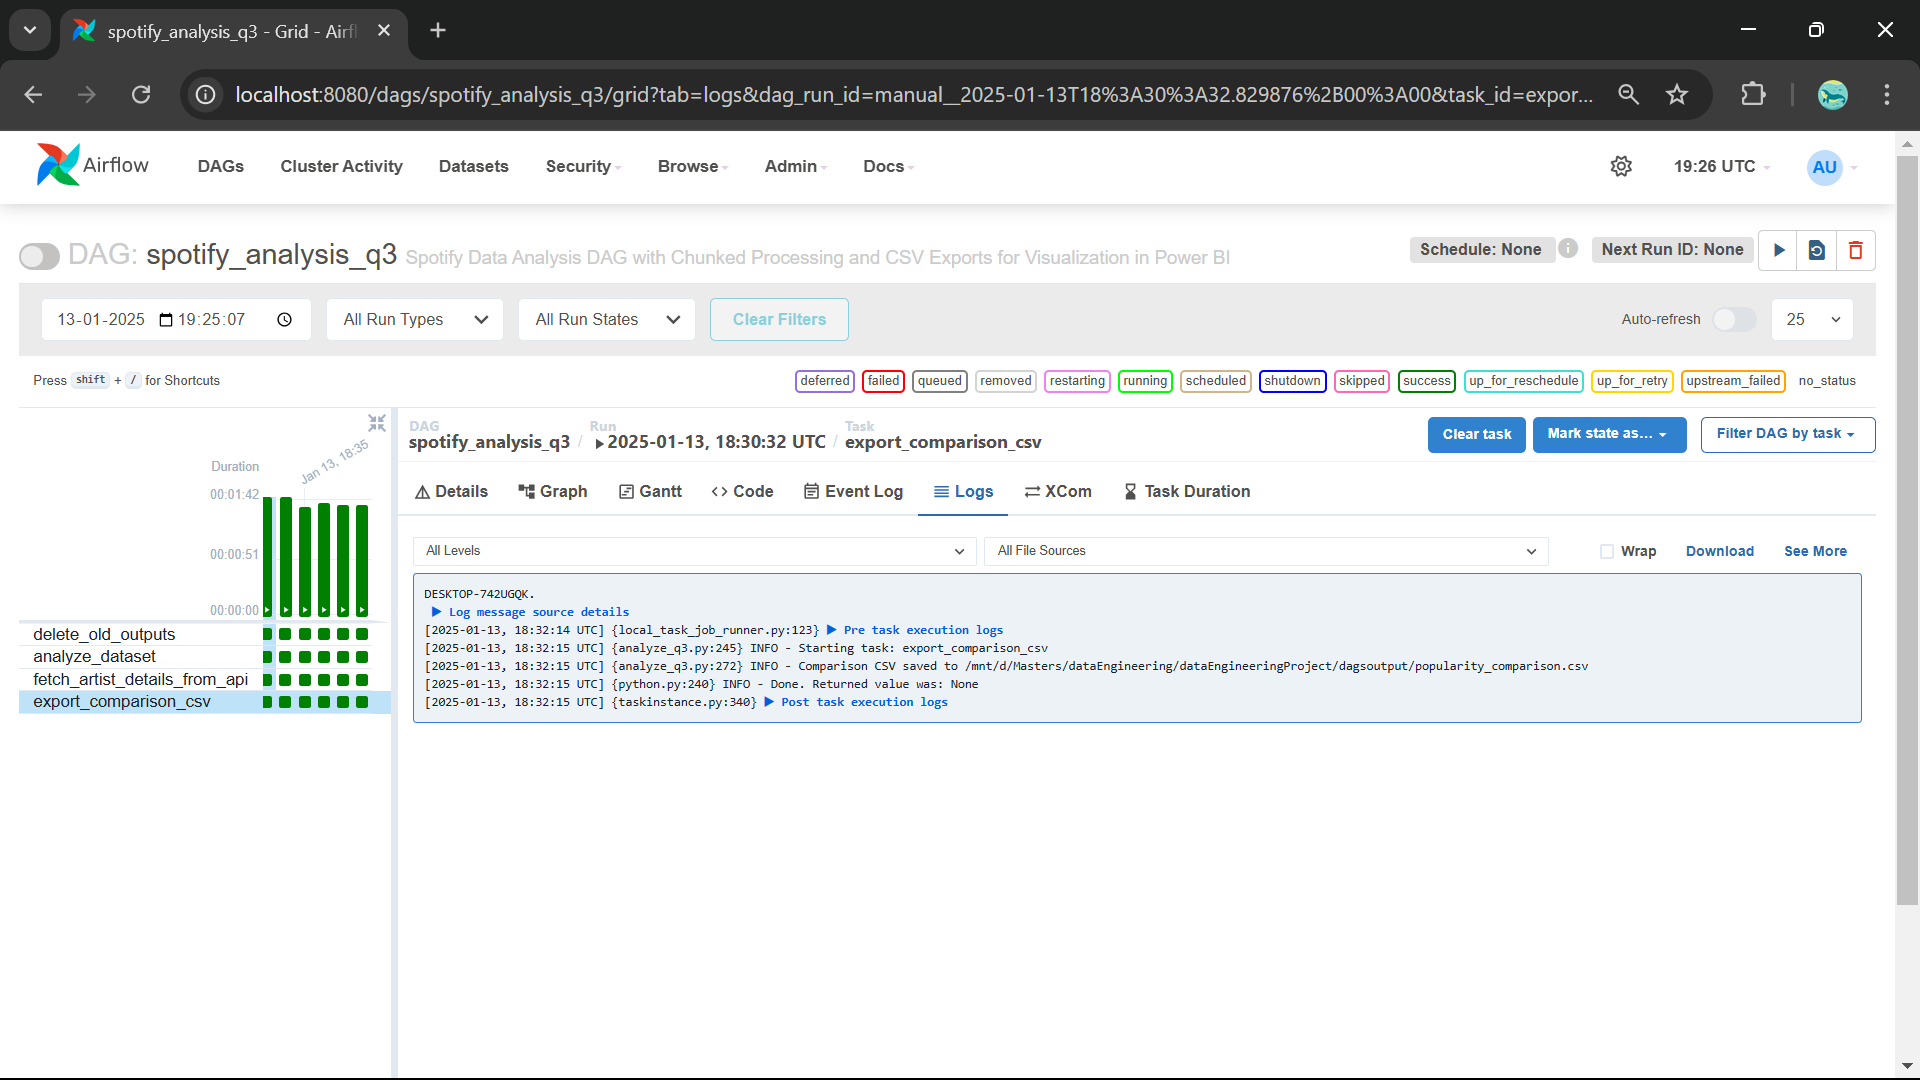 spotify_analysis_q3 - Grid - Airfl
localhost:8080/dags/spotify_analysis_q3/grid?tab=logs&dag_run_id=manual__2025-01-13T18%3A30%3A32.829876%2B00%3A00&task_id=expor...
Airflow DAGs Cluster Activity Datasets Security Browse Admin Docs 19:26 UTC AU
DAG: spotify_analysis_q3 Spotify Data Analysis DAG with Chunked Processing and CSV Exports for Visualization in Power BI Schedule: None Next Run ID: None
13-01-2025 19:25:07 All Run Types All Run States Clear Filters Auto-refresh 25
Press shift + / for Shortcuts deferred failed queued removed restarting running scheduled shutdown skipped success up_for_reschedule up_for_retry upstream_failed no_status
Duration
Jan 13, 18:35
00:01:42
00:00:51
00:00:00
delete_old_outputs
analyze_dataset
fetch_artist_details_from_api
export_comparison_csv
DAG Run Task
spotify_analysis_q3 / 2025-01-13, 18:30:32 UTC / export_comparison_csv
Clear task Mark state as... Filter DAG by task
Details Graph Gantt Code Event Log Logs XCom Task Duration
All Levels All File Sources Wrap Download See More
DESKTOP-742UGQK.
▶ Log message source details
[2025-01-13, 18:32:14 UTC] {local_task_job_runner.py:123} ▶ Pre task execution logs
[2025-01-13, 18:32:15 UTC] {analyze_q3.py:245} INFO - Starting task: export_comparison_csv
[2025-01-13, 18:32:15 UTC] {analyze_q3.py:272} INFO - Comparison CSV saved to /mnt/d/Masters/dataEngineering/dataEngineeringProject/dagsoutput/popularity_comparison.csv
[2025-01-13, 18:32:15 UTC] {python.py:240} INFO - Done. Returned value was: None
[2025-01-13, 18:32:15 UTC] {taskinstance.py:340} ▶ Post task execution logs